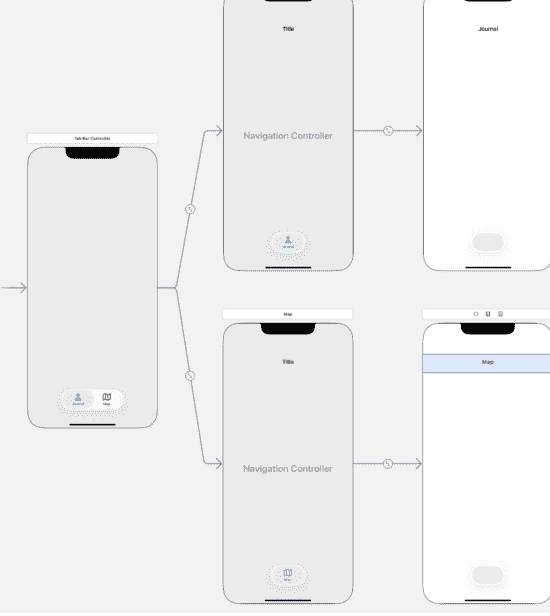 Title
Journal
Navigation Controller
Journal
Tab Bar Controller
Journal
Map
Map
Title
Map
Navigation Controller
Map